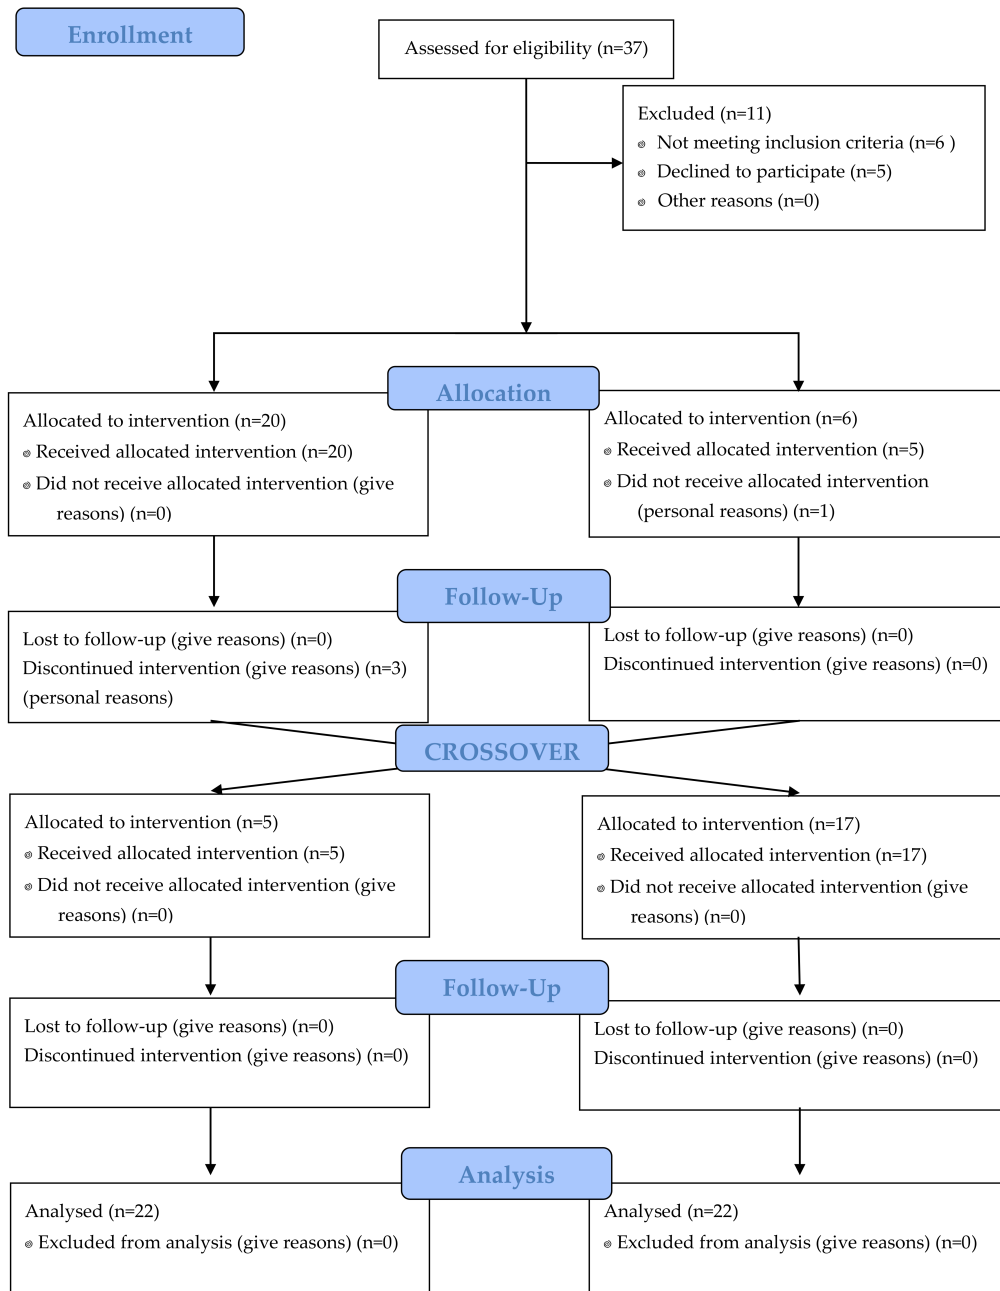 Enrollment
Assessed for eligibility (n=37)
Excluded (n=11)
Not meeting inclusion criteria (n=6 )
Declined to participate (n=5)
Other reasons (n=0)
Allocation
Allocated to intervention (n=20)
Received allocated intervention (n=20)
Did not receive allocated intervention (give
reasons) (n=0)
Allocated to intervention (n=6)
Received allocated intervention (n=5)
Did not receive allocated intervention
(personal reasons) (n=1)
Follow-Up
Lost to follow-up (give reasons) (n=0)
Discontinued intervention (give reasons) (n=3)
(personal reasons)
Lost to follow-up (give reasons) (n=0)
Discontinued intervention (give reasons) (n=0)
CROSSOVER
Allocated to intervention (n=5)
Received allocated intervention (n=5)
Did not receive allocated intervention (give
reasons) (n=0)
Allocated to intervention (n=17)
Received allocated intervention (n=17)
Did not receive allocated intervention (give
reasons) (n=0)
Follow-Up
Lost to follow-up (give reasons) (n=0)
Discontinued intervention (give reasons) (n=0)
Lost to follow-up (give reasons) (n=0)
Discontinued intervention (give reasons) (n=0)
Analysis
Analysed (n=22)
Excluded from analysis (give reasons) (n=0)
Analysed (n=22)
Excluded from analysis (give reasons) (n=0)